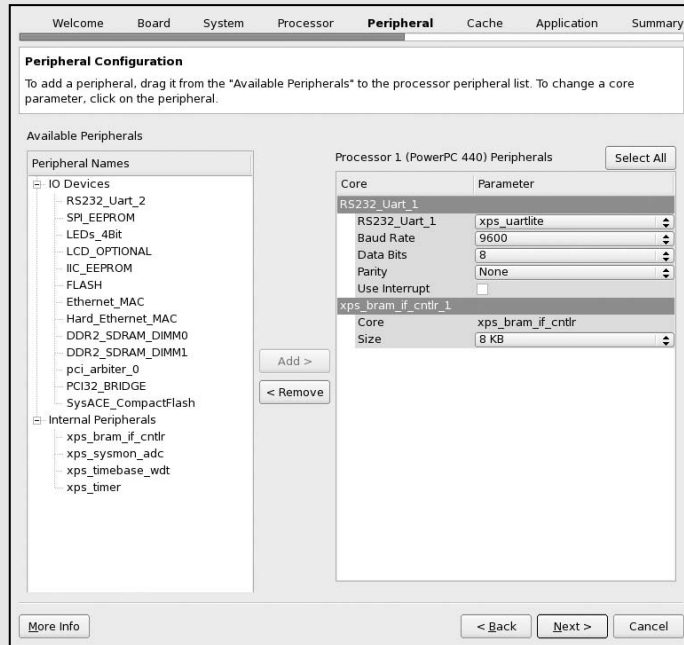 Welcome Board System Processor Peripheral Cache Application Summary
Peripheral Configuration
To add a peripheral, drag it from the "Available Peripherals" to the processor peripheral list. To change a core
parameter, click on the peripheral.
Available Peripherals
Peripheral Names
IO Devices
RS232_Uart_2
SPI_EEPROM
LEDs_4Bit
LCD_OPTIONAL
IIC_EEPROM
FLASH
Ethernet_MAC
Hard_Ethernet_MAC
DDR2_SDRAM_DIMM0
DDR2_SDRAM_DIMM1
pci_arbiter_0
PCI32_BRIDGE
SysACE_CompactFlash
Internal Peripherals
xps_bram_if_cntlr
xps_sysmon_adc
xps_timebase_wdt
xps_timer
Add >
< Remove
Processor 1 (PowerPC 440) Peripherals
Select All
Core Parameter
RS232_Uart_1
RS232_Uart_1 xps_uartlite
Baud Rate 9600
Data Bits 8
Parity None
Use Interrupt
xps_bram_if_cntlr_1
Core xps_bram_if_cntlr
Size 8 KB
More Info
< Back Next > Cancel